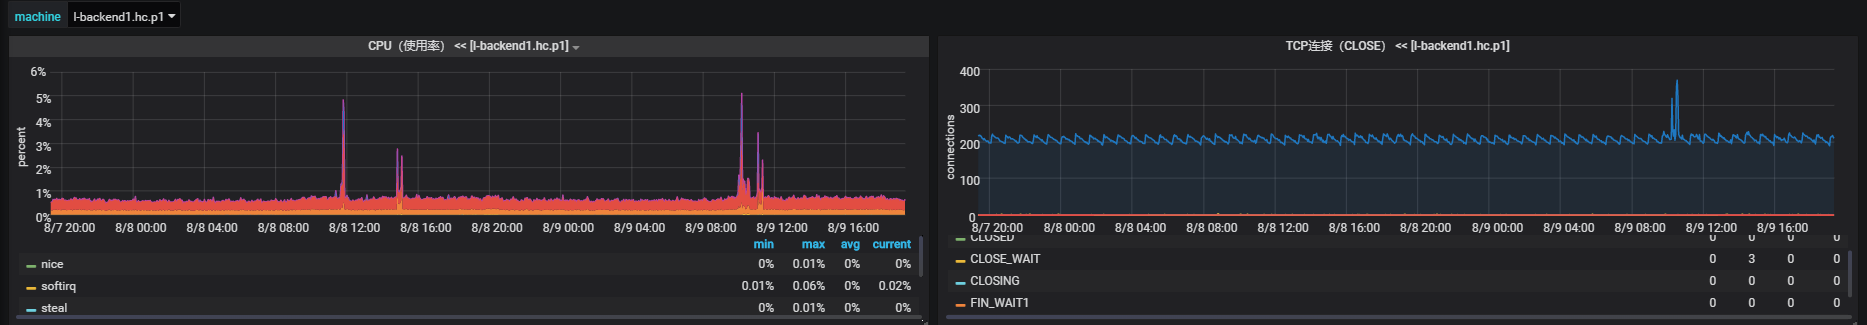 machine l-backend1.hc.p1
CPU（使用率） << [l-backend1.hc.p1]
percent
6%
5%
4%
3%
2%
1%
0%
8/7 20:00 8/8 00:00 8/8 04:00 8/8 08:00 8/8 12:00 8/8 16:00 8/8 20:00 8/9 00:00 8/9 04:00 8/9 08:00 8/9 12:00 8/9 16:00
min max avg current
nice 0% 0.01% 0% 0%
softirq 0.01% 0.06% 0% 0.02%
steal 0% 0.01% 0% 0%
TCP连接（CLOSE） << [l-backend1.hc.p1]
connections
400
300
200
100
0
8/7 20:00 8/8 00:00 8/8 04:00 8/8 08:00 8/8 12:00 8/8 16:00 8/8 20:00 8/9 00:00 8/9 04:00 8/9 08:00 8/9 12:00 8/9 16:00
CLOSED 0 0 0 0
CLOSE_WAIT 0 3 0 0
CLOSING 0 0 0 0
FIN_WAIT1 0 0 0 0